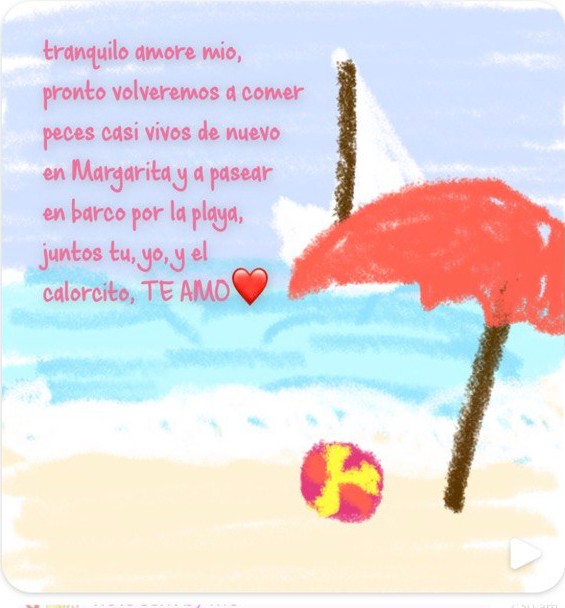 tranquilo amore mio,
pronto volveremos a comer
peces casi vivos de nuevo
en Margarita y a pasear
en barco por la playa,
juntos tu, yo, y el
calorcito, TE AMO❤️